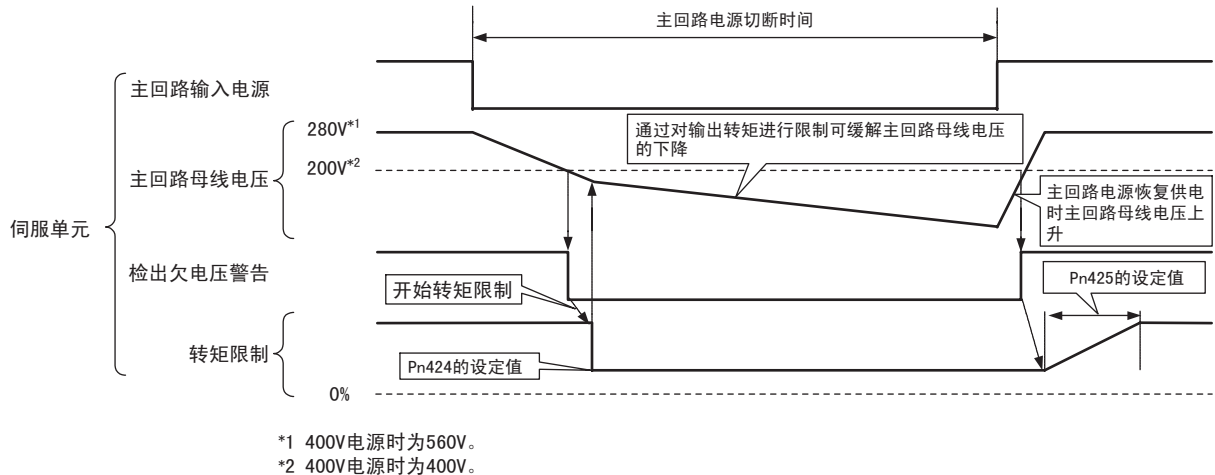 主回路电源切断时间
主回路输入电源
280V*1
通过对输出转矩进行限制可缓解主回路母线电压
的下降
200V*2
主回路母线电压
主回路电源恢复供电
时主回路母线电压上
升
伺服单元
检出欠电压警告
开始转矩限制
Pn425的设定值
转矩限制
Pn424的设定值
0%
*1 400V电源时为560V。
*2 400V电源时为400V。